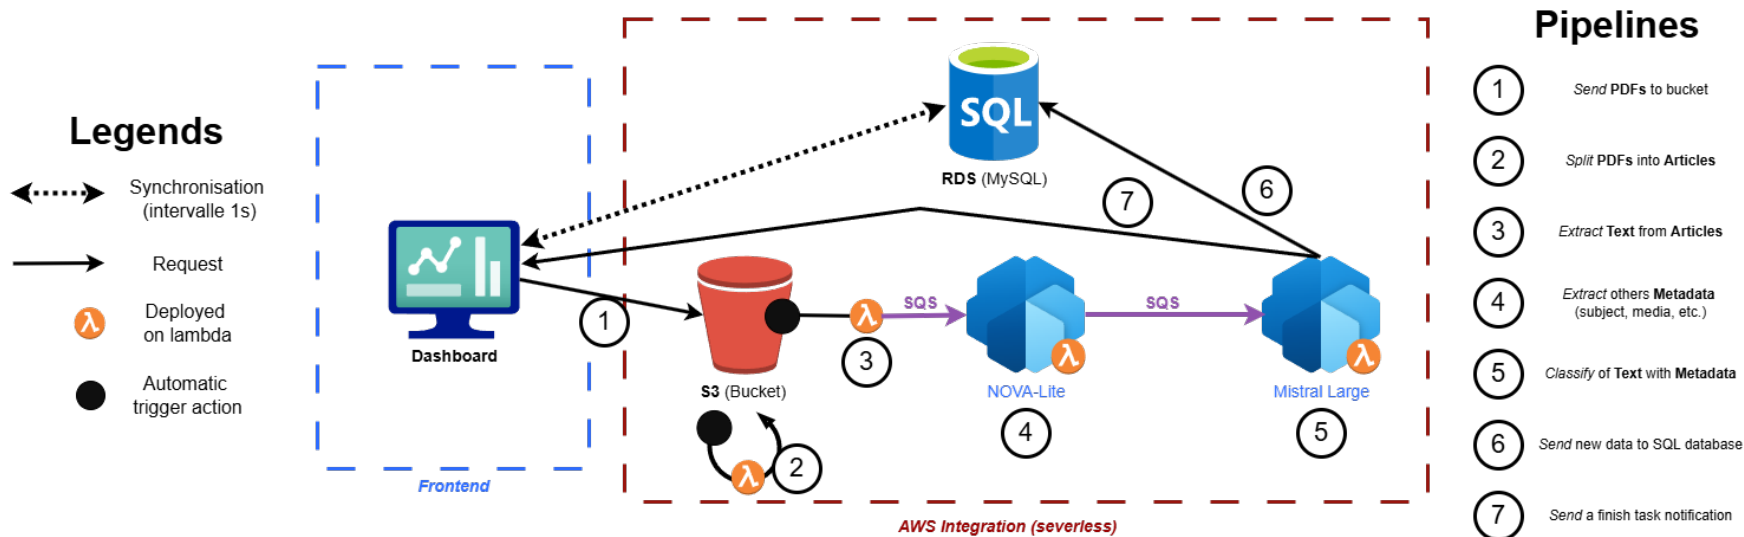 Legends
Synchronisation
(intervalle 1s)
Request
Deployed
on lambda
Automatic
trigger action
Dashboard
Frontend
SQL
RDS (MySQL)
7
6
1
S3 (Bucket)
λ
SQS
3
λ
NOVA-Lite
4
SQS
λ
Mistral Large
5
λ
2
λ
AWS Integration (severless)
Pipelines
1 Send PDFs to bucket
2 Split PDFs into Articles
3 Extract Text from Articles
4 Extract others Metadata
(subject, media, etc.)
5 Classify of Text with Metadata
6 Send new data to SQL database
7 Send a finish task notification